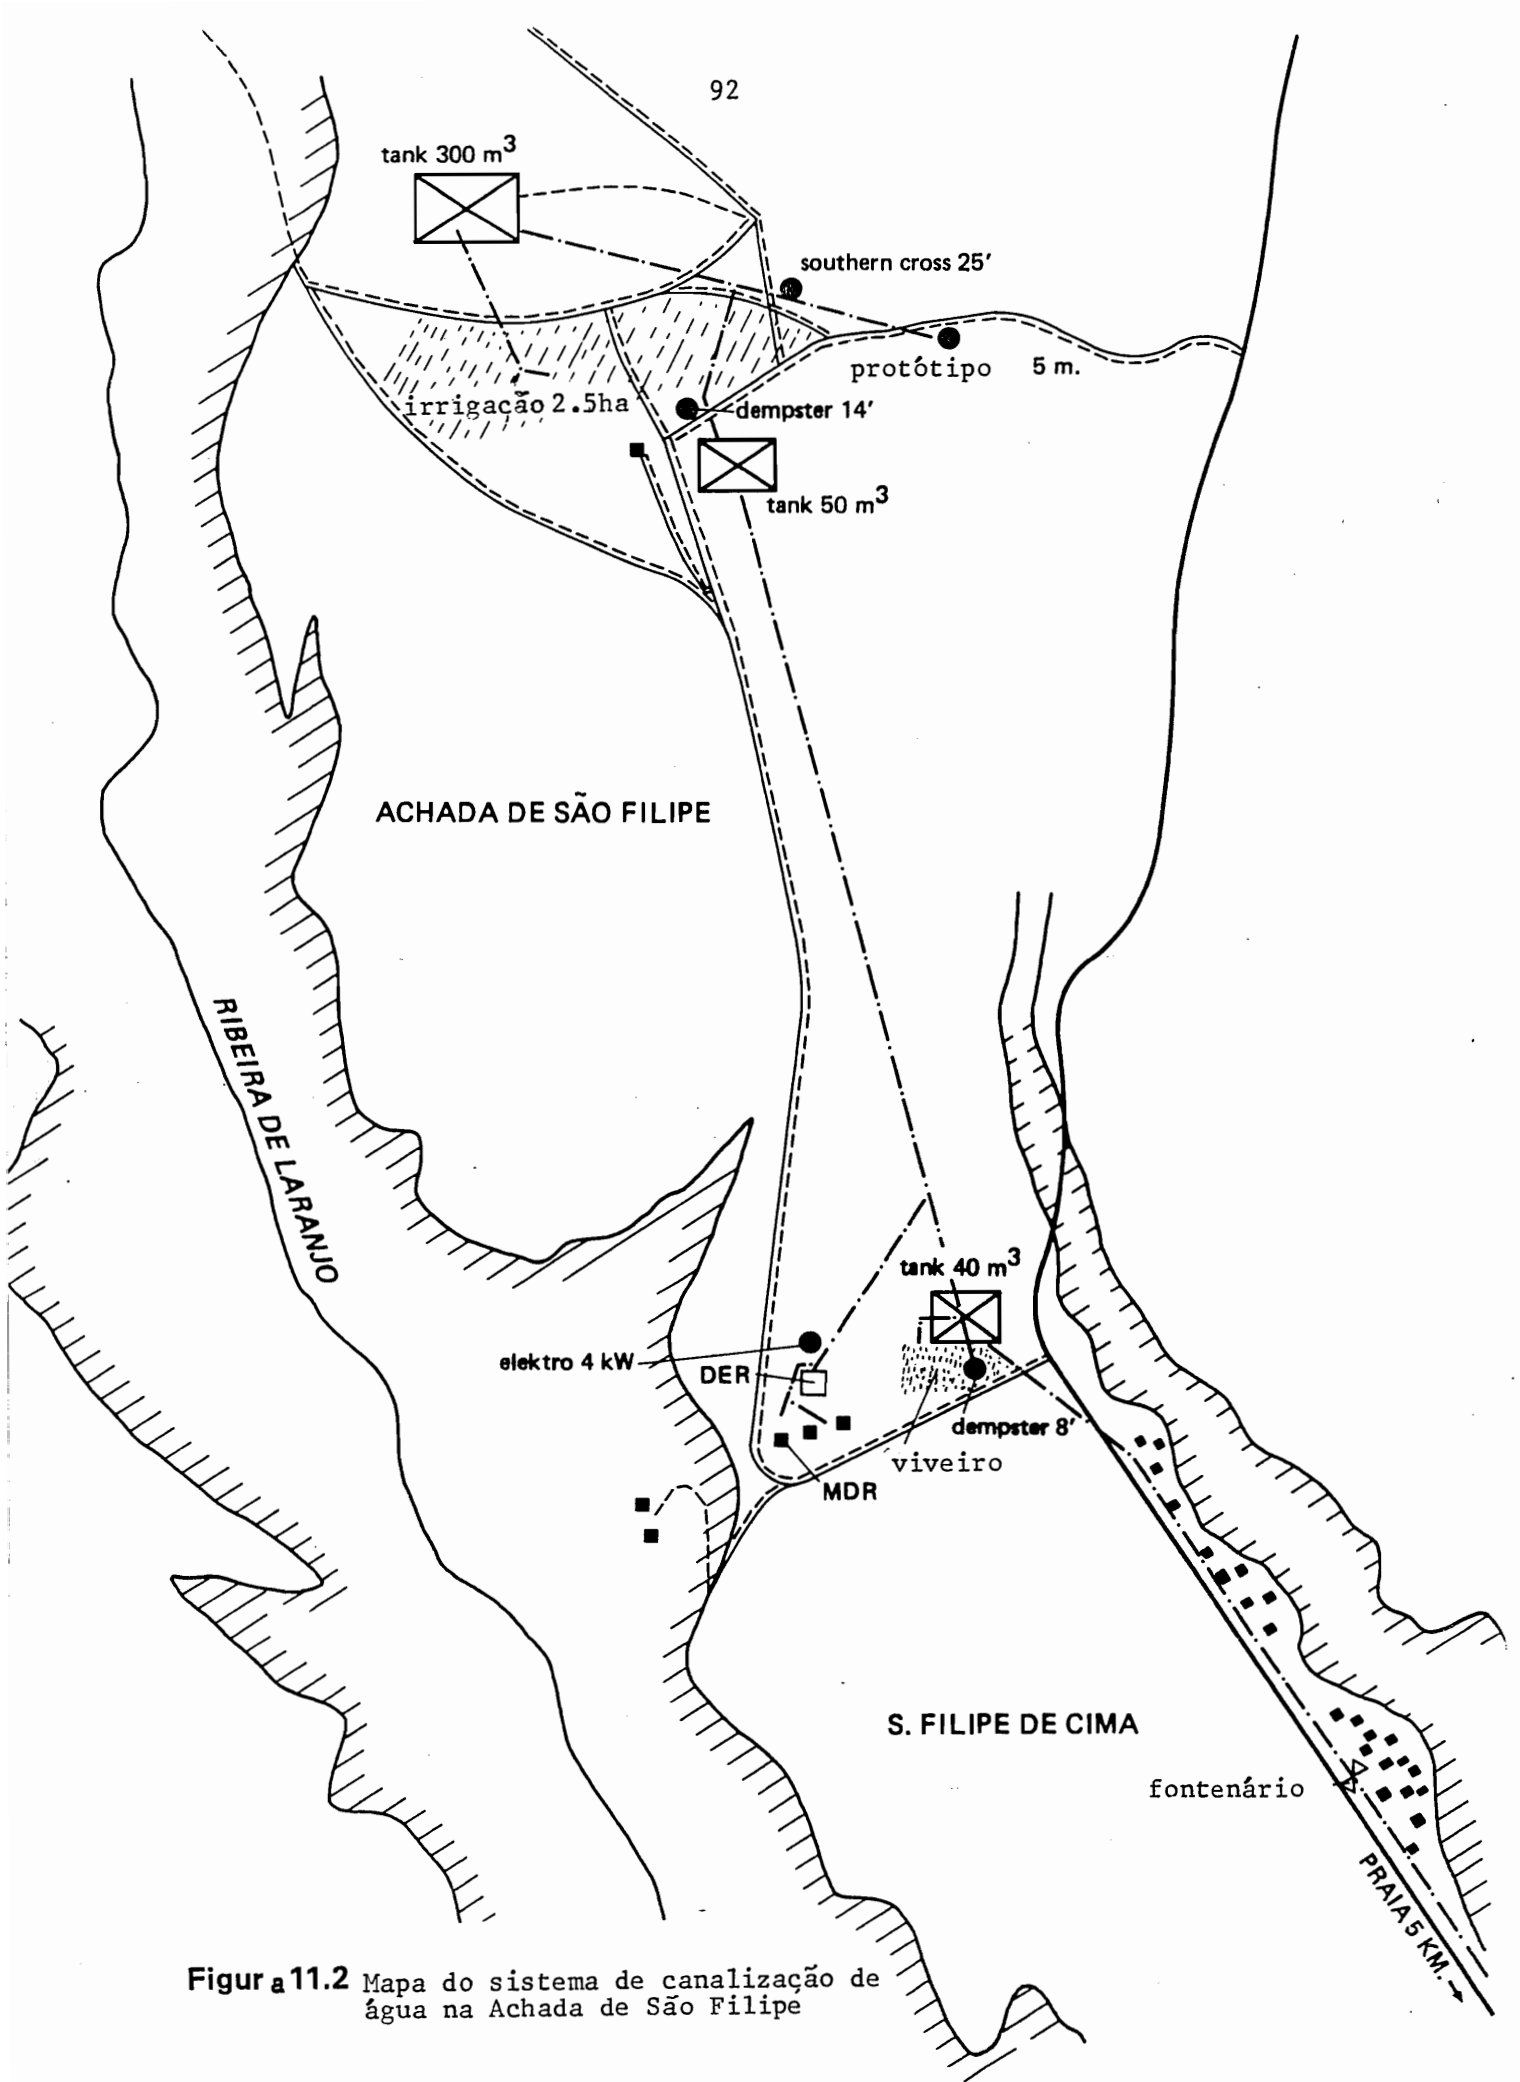 92
tank 300 m³
southern cross 25'
protótipo 5 m.
irrigação 2.5ha
dempster 14'
tank 50 m³
ACHADA DE SÃO FILIPE
RIBEIRA DE LARANJO
tank 40 m³
elektro 4 kW
DER
dempster 8'
viveiro
MDR
S. FILIPE DE CIMA
fontenário
PRAIA 5 KM.
Figura 11.2 Mapa do sistema de canalização de
água na Achada de São Filipe